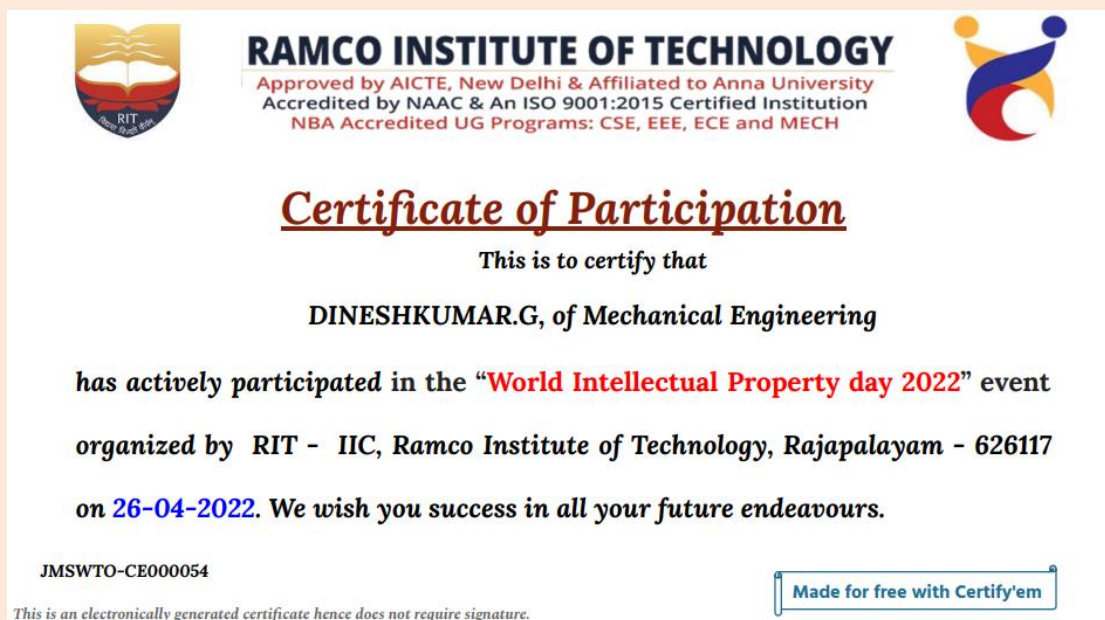 RAMCO INSTITUTE OF TECHNOLOGY
Approved by AICTE, New Delhi & Affiliated to Anna University
Accredited by NAAC & An ISO 9001:2015 Certified Institution
NBA Accredited UG Programs: CSE, EEE, ECE and MECH
RIT
Certificate of Participation
This is to certify that
DINESHKUMAR.G, of Mechanical Engineering
has actively participated in the “World Intellectual Property day 2022” event
organized by RIT - IIC, Ramco Institute of Technology, Rajapalayam - 626117
on 26-04-2022. We wish you success in all your future endeavours.
JMSWTO-CE000054
Made for free with Certify'em
This is an electronically generated certificate hence does not require signature.